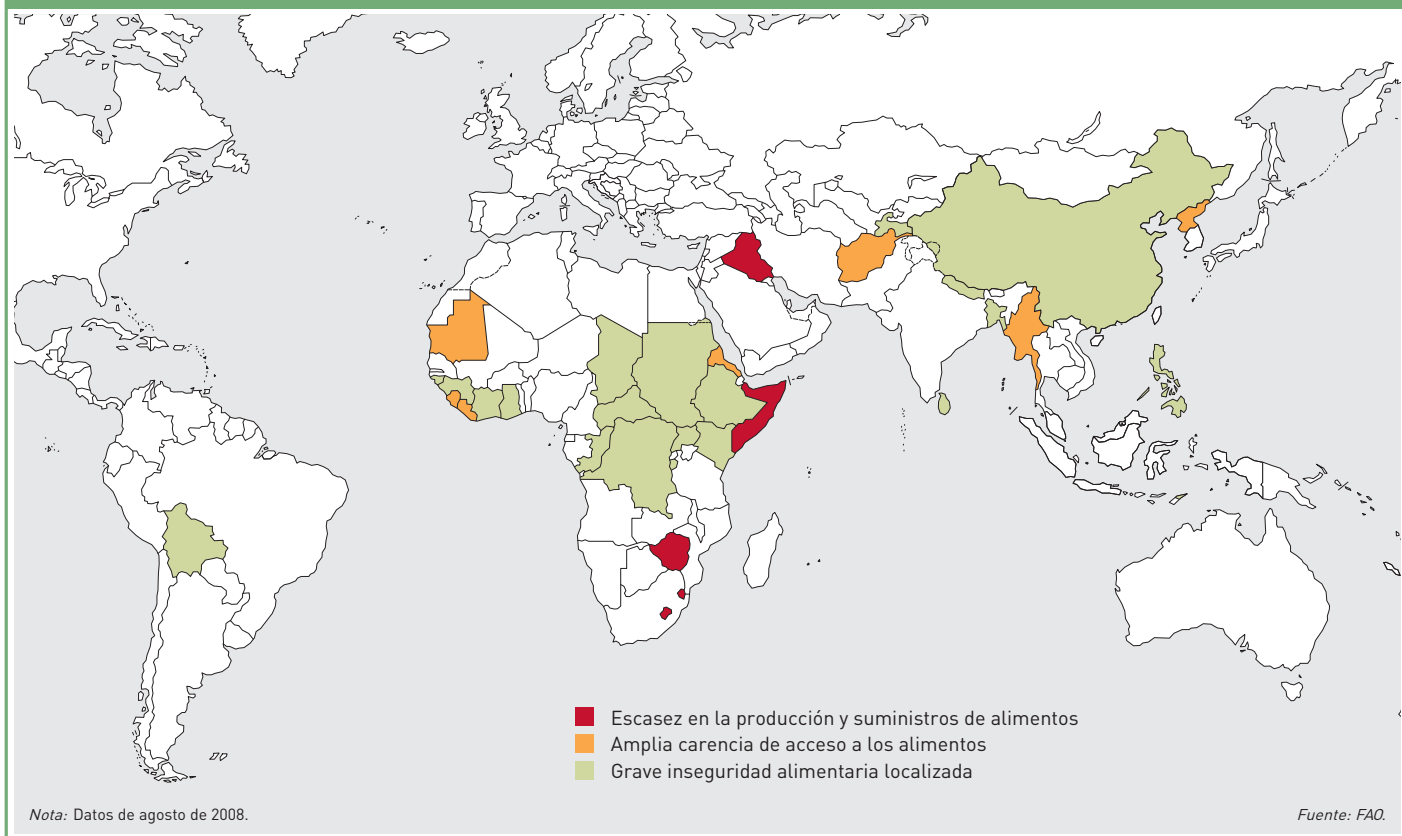 Escasez en la producción y suministros de alimentos
Amplia carencia de acceso a los alimentos
Grave inseguridad alimentaria localizada
Nota: Datos de agosto de 2008.
Fuente: FAO.